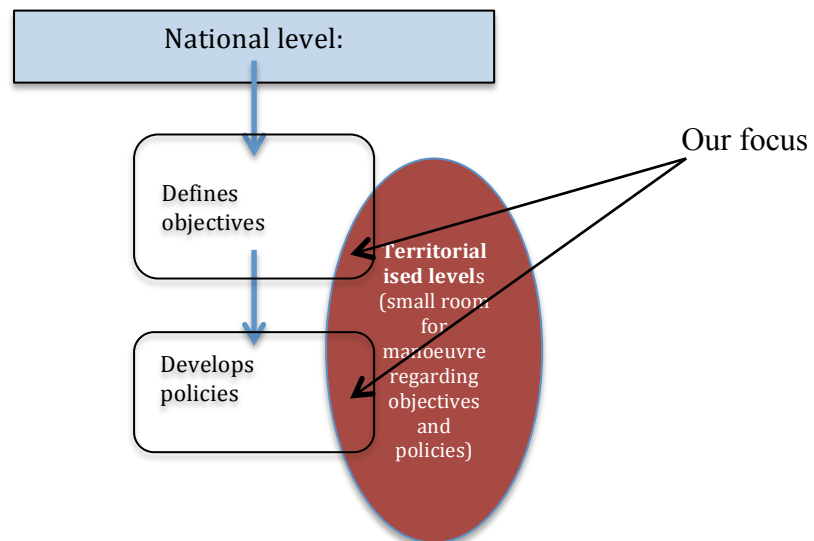 National level:
Our focus
Defines
objectives
Territorial
ised levels
(small room
for
manoeuvre
regarding
objectives
and
policies)
Develops
policies